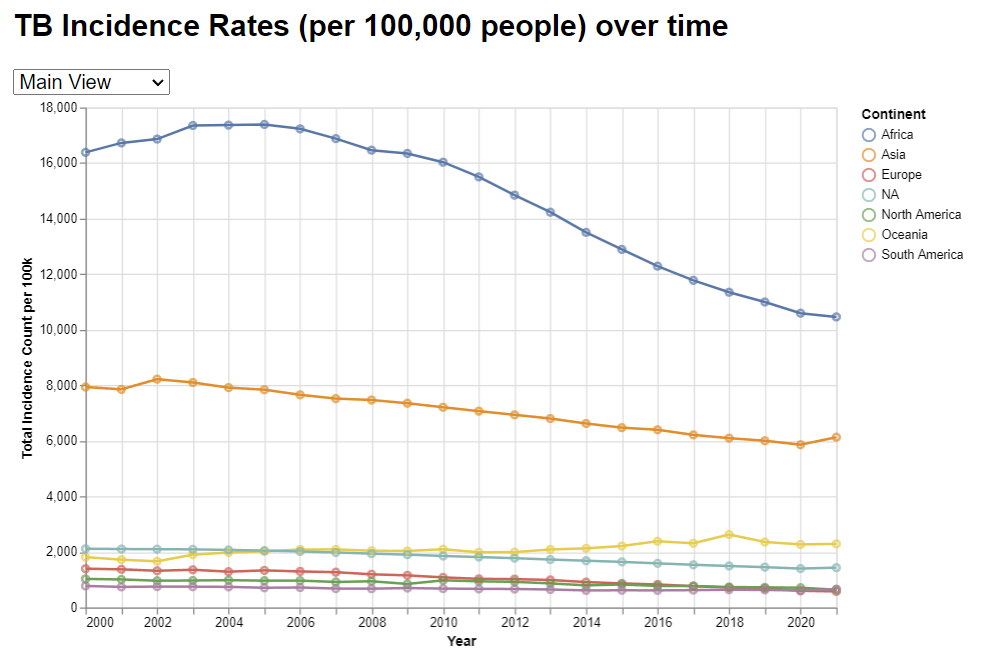 TB Incidence Rates (per 100,000 people) over time
Main View
18,000
16,000
14,000
12,000
10,000
8,000
6,000
4,000
2,000
0
Total Incidence Count per 100k
2000 2002 2004 2006 2008 2010 2012 2014 2016 2018 2020
Year
Continent
Africa
Asia
Europe
NA
North America
Oceania
South America